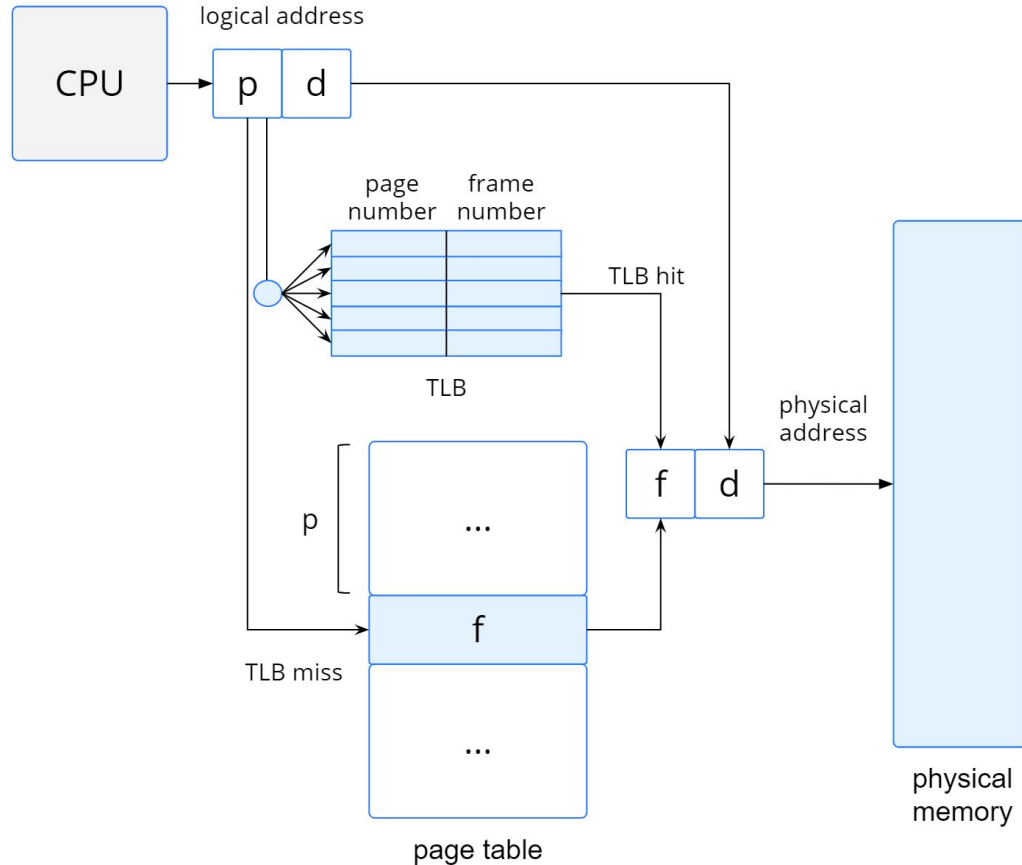 logical address
CPU
p
d
page
number
frame
number
TLB hit
TLB
physical
address
f
d
p
...
f
TLB miss
...
page table
physical
memory